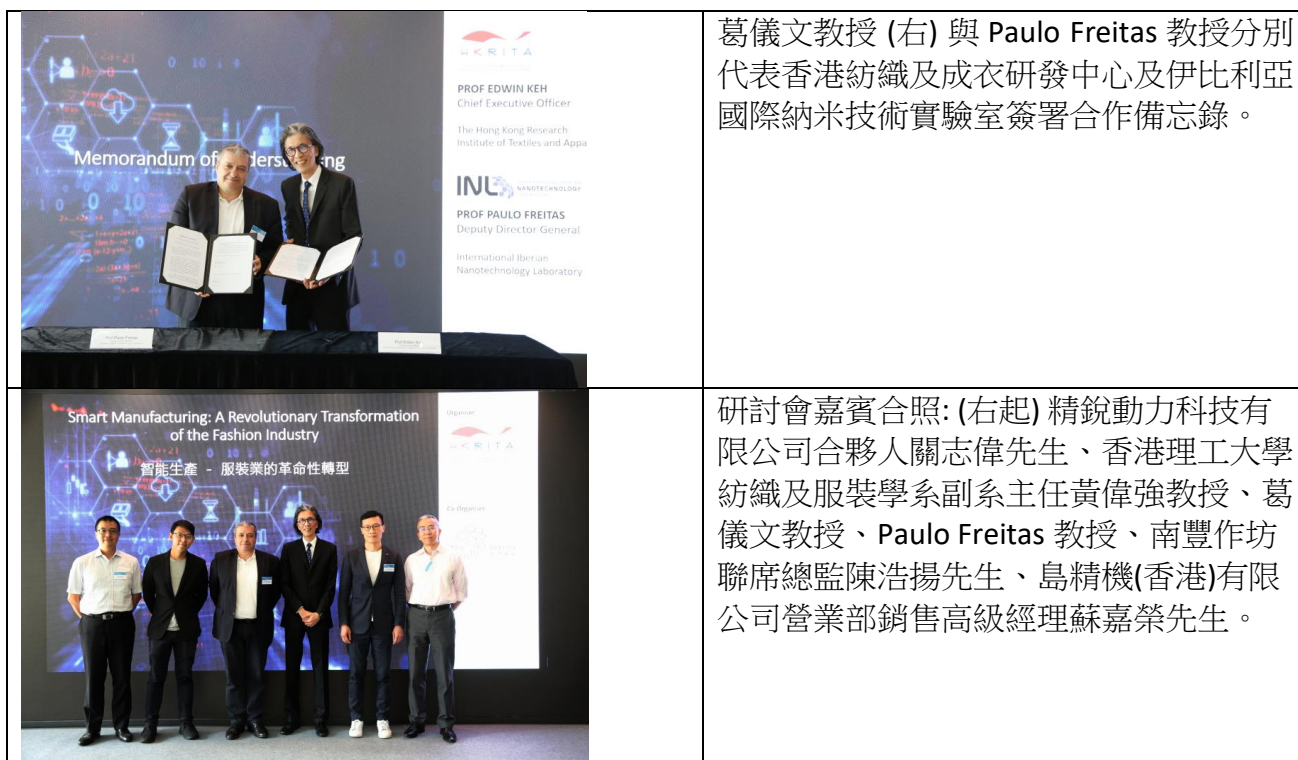 HKRITA
PROF EDWIN KEH
Chief Executive Officer
The Hong Kong Research
Institute of Textiles and Appa
Memorandum of
INL
NANOTECHNOLOGY
PROF PAULO FREITAS
Deputy Director General
International Iberian
Nanotechnology Laboratory
葛儀文教授 (右) 與 Paulo Freitas 教授分別
代表香港紡織及成衣研發中心及伊比利亞
國際納米技術實驗室簽署合作備忘錄。
Smart Manufacturing: A Revolutionary Transformation
of the Fashion Industry
智能生產 - 服裝業的革命性轉型
Organiser
HKRITA
Co Organiser
研討會嘉賓合照: (右起) 精銳動力科技有
限公司合夥人關志偉先生、香港理工大學
紡織及服裝學系副系主任黃偉強教授、葛
儀文教授、Paulo Freitas 教授、南豐作坊
聯席總監陳浩揚先生、島精機(香港)有限
公司營業部銷售高級經理蘇嘉榮先生。